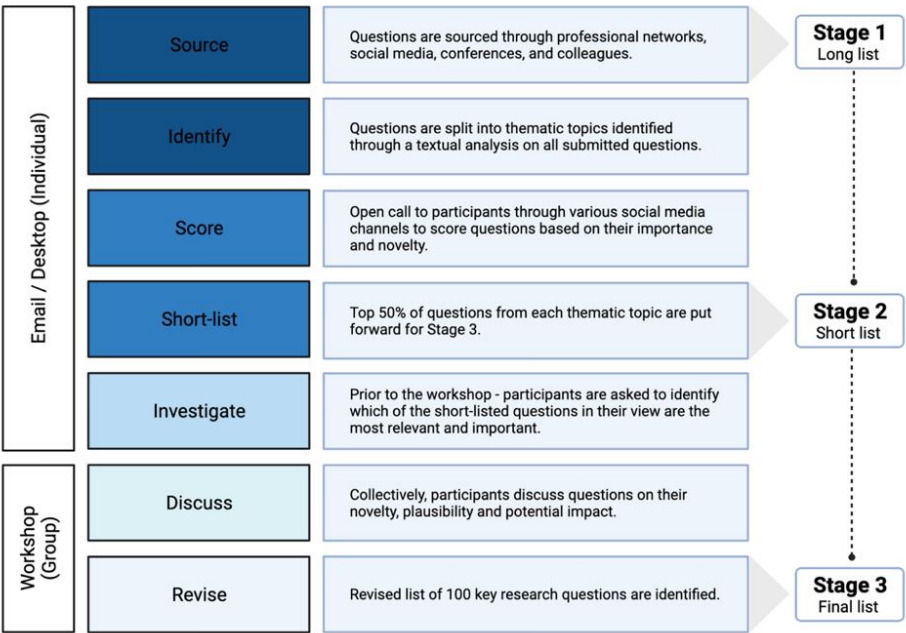 Email / Desktop (Individual)
Source
Questions are sourced through professional networks,
social media, conferences, and colleagues.
Stage 1
Long list
Identify
Questions are split into thematic topics identified
through a textual analysis on all submitted questions.
Score
Open call to participants through various social media
channels to score questions based on their importance
and novelty.
Short-list
Top 50% of questions from each thematic topic are put
forward for Stage 3.
Stage 2
Short list
Investigate
Prior to the workshop - participants are asked to identify
which of the short-listed questions in their view are the
most relevant and important.
Workshop
(Group)
Discuss
Collectively, participants discuss questions on their
novelty, plausibility and potential impact.
Revise
Revised list of 100 key research questions are identified.
Stage 3
Final list